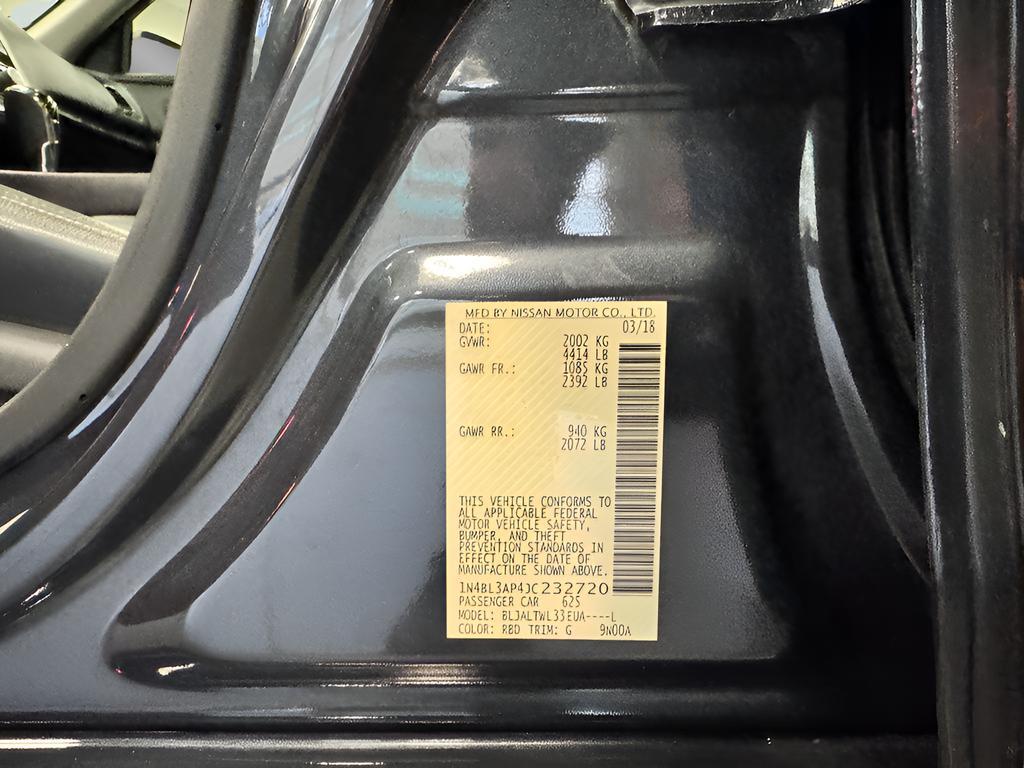 MFD BY NISSAN MOTOR CO., LTD.
DATE: 03/18
GVWR: 2002 KG
4414 LB
GAWR FR.: 1085 KG
2392 LB
GAWR RR.: 940 KG
2072 LB
THIS VEHICLE CONFORMS TO
ALL APPLICABLE FEDERAL
MOTOR VEHICLE SAFETY,
BUMPER, AND THEFT
PREVENTION STANDARDS IN
EFFECT ON THE DATE OF
MANUFACTURE SHOWN ABOVE.
1N4BL3AP4JC232720
PASSENGER CAR 625
MODEL: BLJALTWL33EUA----L
COLOR: RBD TRIM: G 9N00A